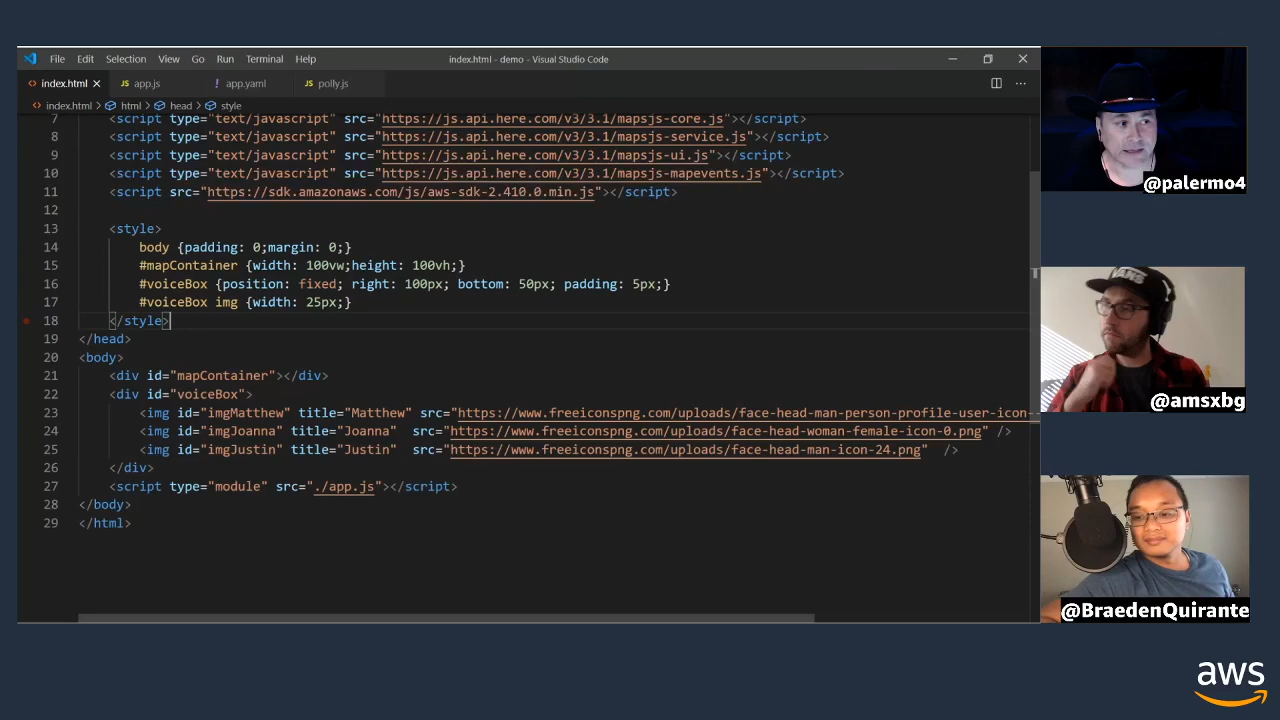 File Edit Selection View Go Run Terminal Help index.html - demo - Visual Studio Code
index.html app.js ! app.yaml polly.js
index.html > html > head > style
7 <script type="text/javascript" src="https://js.api.here.com/v3/3.1/mapsjs-core.js"></script>
8 <script type="text/javascript" src="https://js.api.here.com/v3/3.1/mapsjs-service.js"></script>
9 <script type="text/javascript" src="https://js.api.here.com/v3/3.1/mapsjs-ui.js"></script>
10 <script type="text/javascript" src="https://js.api.here.com/v3/3.1/mapsjs-mapevents.js"></script>
11 <script src="https://sdk.amazonaws.com/js/aws-sdk-2.410.0.min.js"></script>
12
13 <style>
14 body {padding: 0;margin: 0;}
15 #mapContainer {width: 100vw;height: 100vh;}
16 #voiceBox {position: fixed; right: 100px; bottom: 50px; padding: 5px;}
17 #voiceBox img {width: 25px;}
18 </style>
19 </head>
20 <body>
21 <div id="mapContainer"></div>
22 <div id="voiceBox">
23 <img id="imgMatthew" title="Matthew" src="https://www.freeiconspng.com/uploads/face-head-man-person-profile-user-icon--
24 <img id="imgJoanna" title="Joanna" src="https://www.freeiconspng.com/uploads/face-head-woman-female-icon-0.png" />
25 <img id="imgJustin" title="Justin" src="https://www.freeiconspng.com/uploads/face-head-man-icon-24.png" />
26 </div>
27 <script type="module" src="./app.js"></script>
28 </body>
29 </html>
@palermo4
@amsxbg
@BraedenQuirante
aws